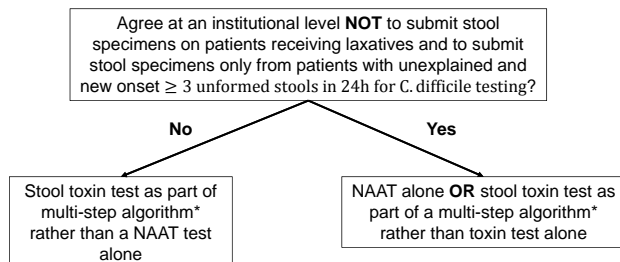 Agree at an institutional level NOT to submit stool
specimens on patients receiving laxatives and to submit
stool specimens only from patients with unexplained and
new onset ≥ 3 unformed stools in 24h for C. difficile testing?
No
Yes
Stool toxin test as part of
multi-step algorithm*
rather than a NAAT test
alone
NAAT alone OR stool toxin test as
part of a multi-step algorithm*
rather than toxin test alone